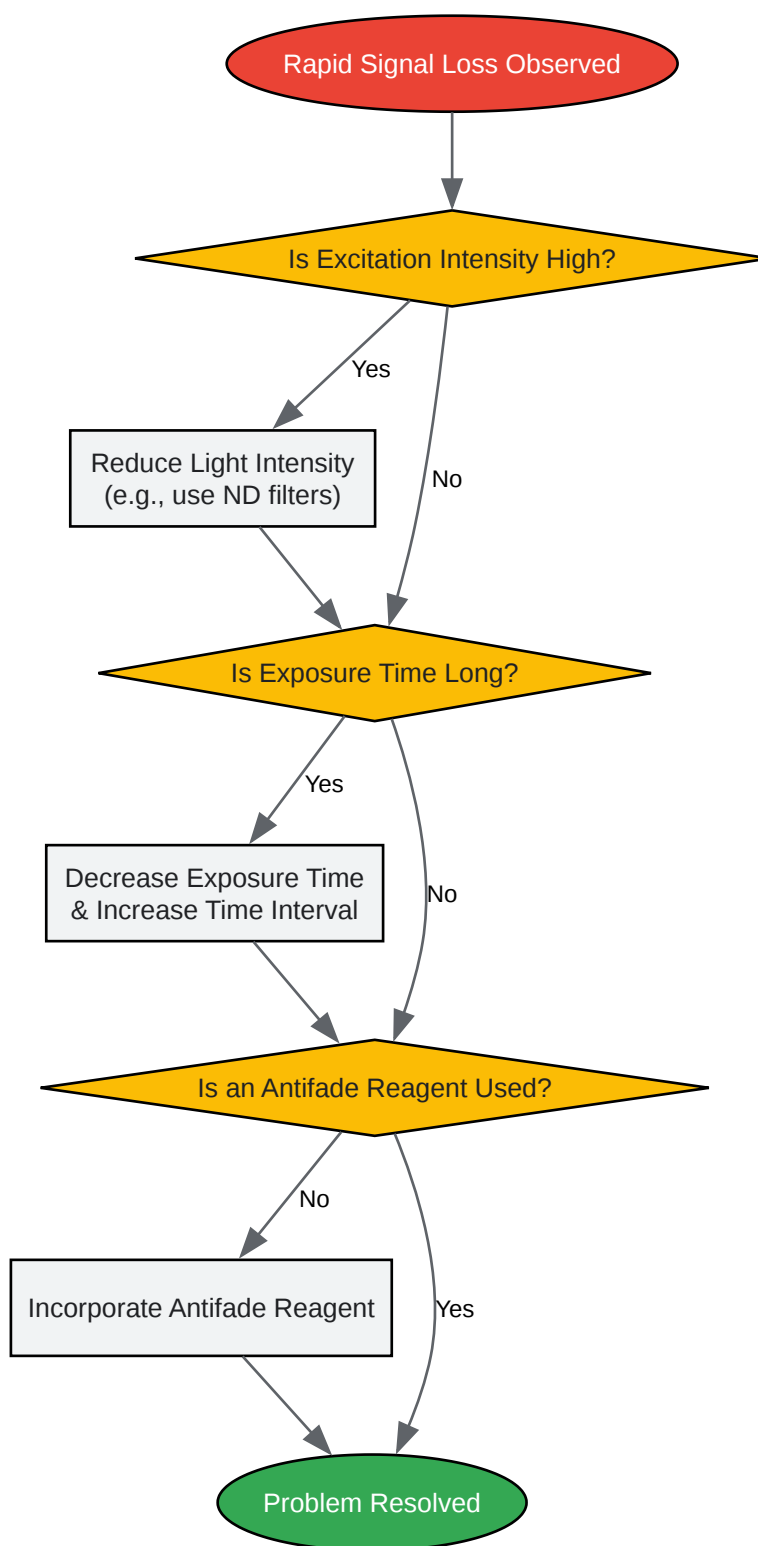 Rapid Signal Loss Observed
Is Excitation Intensity High?
Yes
Reduce Light Intensity
(e.g., use ND filters)
No
Is Exposure Time Long?
Yes
Decrease Exposure Time
& Increase Time Interval
No
Is an Antifade Reagent Used?
No
Incorporate Antifade Reagent
Yes
Problem Resolved